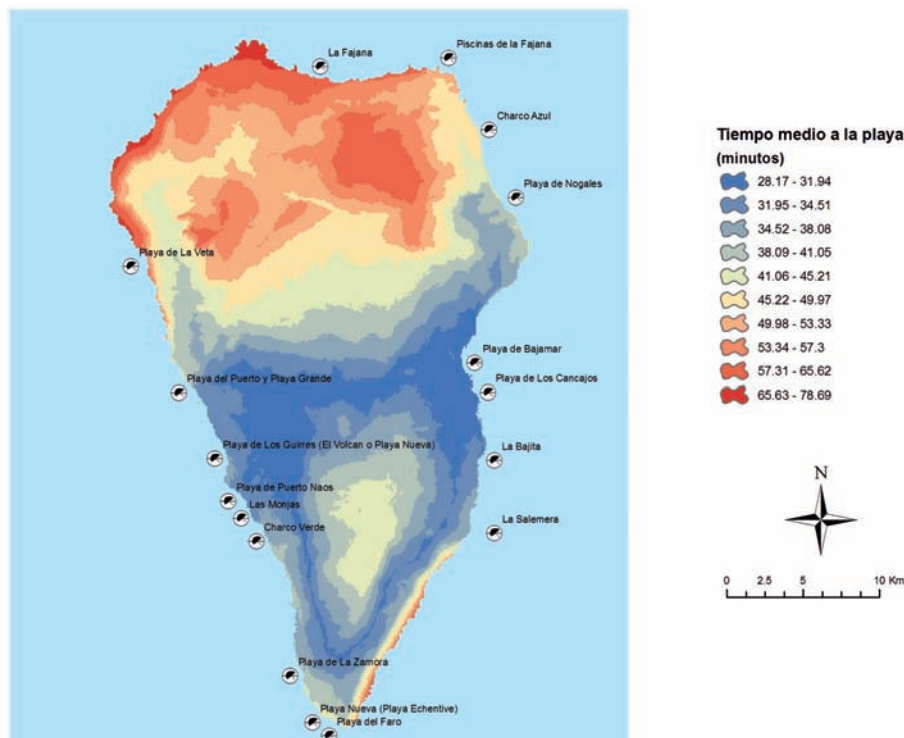 La Fajana
Piscinas de la Fajana
Charco Azul
Playa de Nogales
Playa de La Veta
Playa de Bajamar
Playa del Puerto y Playa Grande
Playa de Los Cancajos
Playa de Los Guirres (El Volcan o Playa Nueva)
La Bajita
Playa de Puerto Naos
Las Monjas
Charco Verde
La Salemera
Playa de La Zamora
Playa Nueva (Playa Echentive)
Playa del Faro
Tiempo medio a la playa
(minutos)
28.17 - 31.94
31.95 - 34.51
34.52 - 38.08
38.09 - 41.05
41.06 - 45.21
45.22 - 49.97
49.98 - 53.33
53.34 - 57.3
57.31 - 65.62
65.63 - 78.69
N
0 2.5 5 10 Km